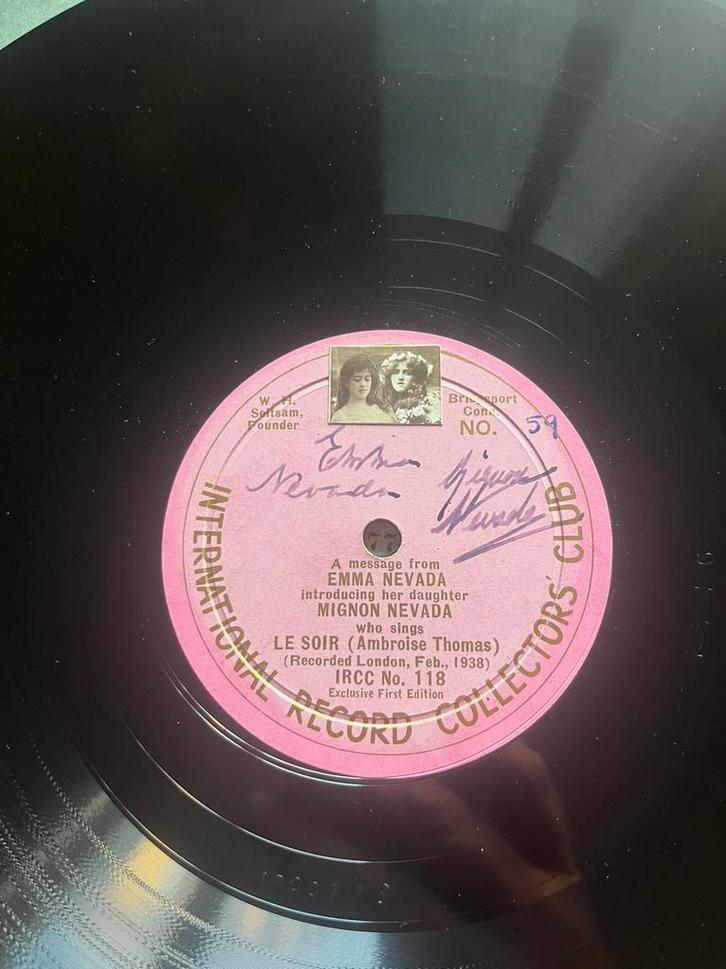 W. H.
Seltsam,
Founder
Bridgeport
Conn.
NO. 59
Emma
Nevada
Mignon
Nevada
A message from
EMMA NEVADA
introducing her daughter
MIGNON NEVADA
who sings
LE SOIR (Ambroise Thomas)
(Recorded London, Feb., 1938)
IRCC No. 118
Exclusive First Edition
INTERNATIONAL RECORD COLLECTORS' CLUB